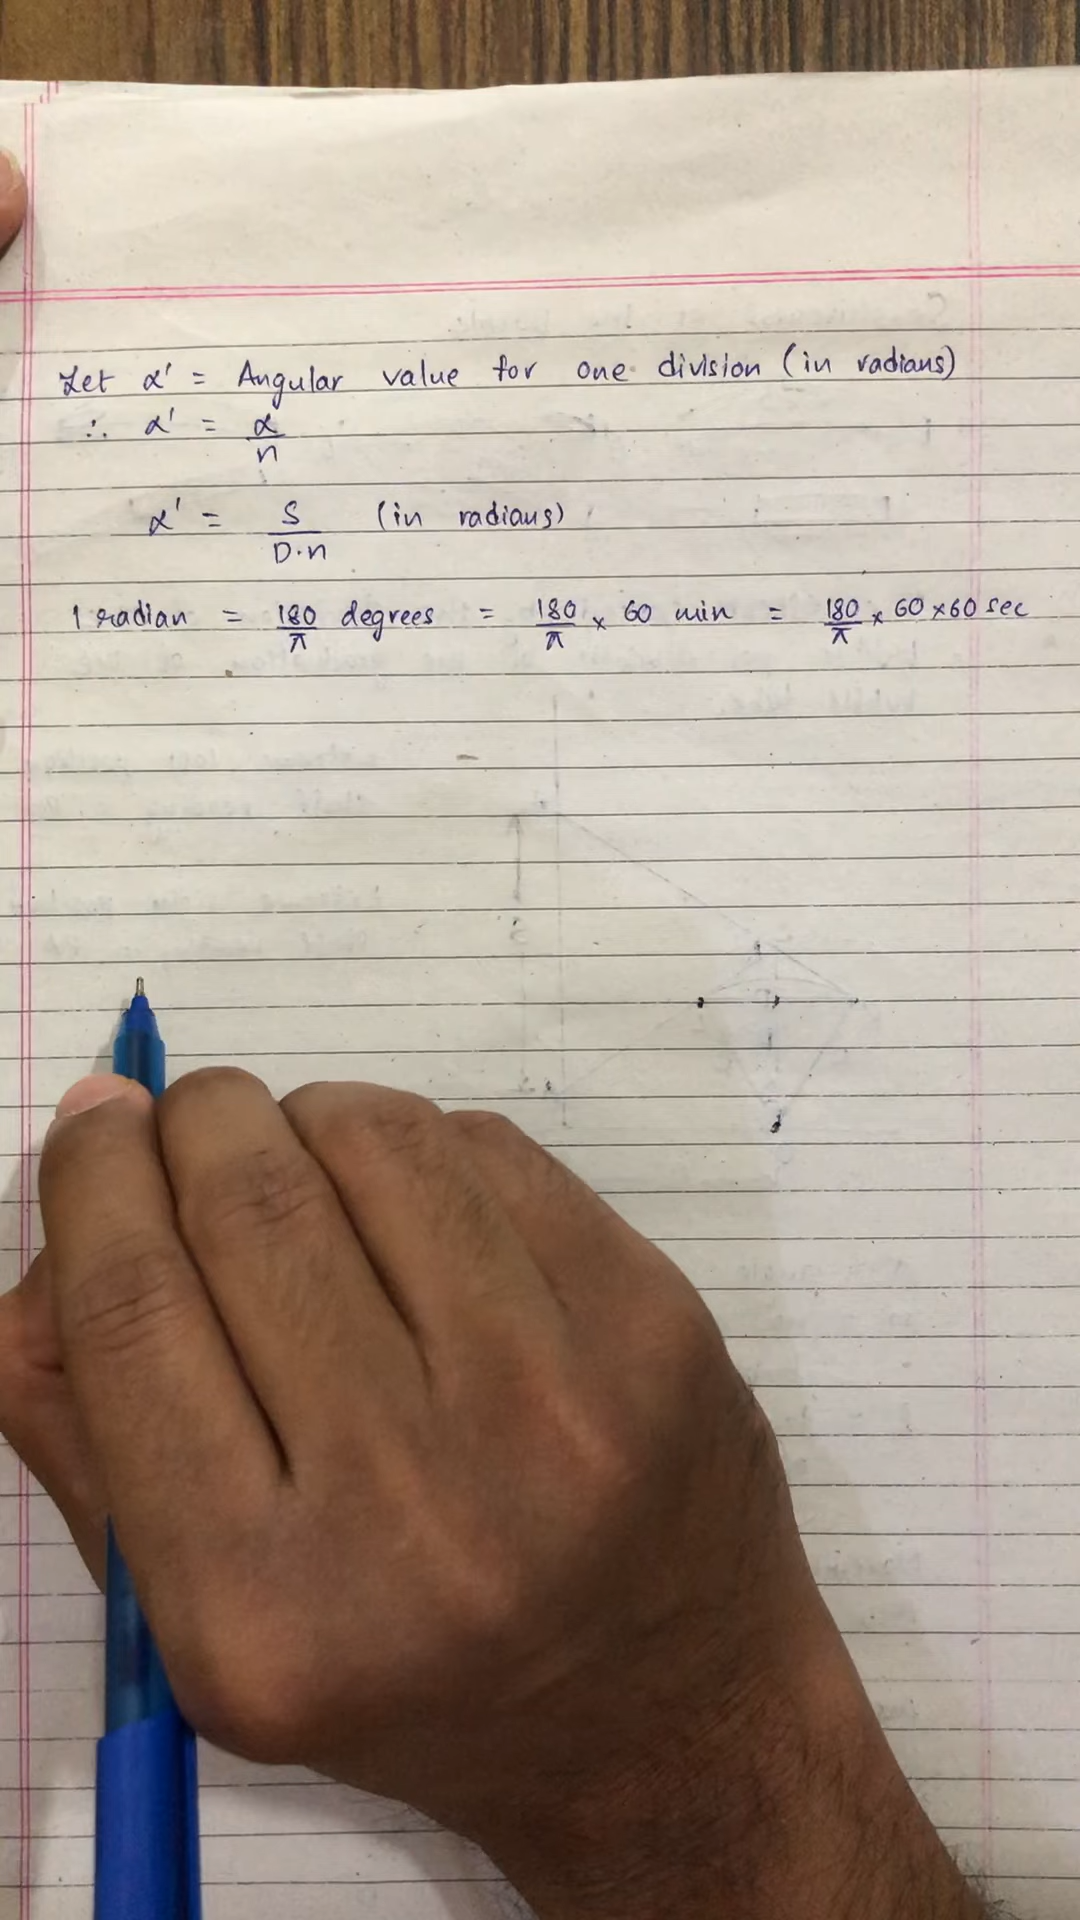 Let α' = Angular value for one division (in radians)
∴ α' = α/n
α' = S/D·n (in radians)
1 radian = 180/π degrees = 180/π × 60 min = 180/π × 60 × 60 sec